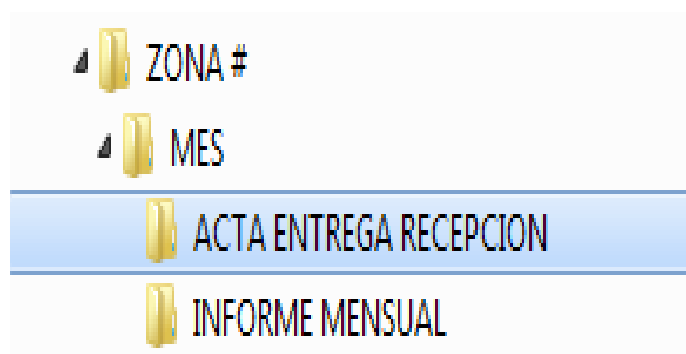 ZONA #
MES
ACTA ENTREGA RECEPCION
INFORME MENSUAL